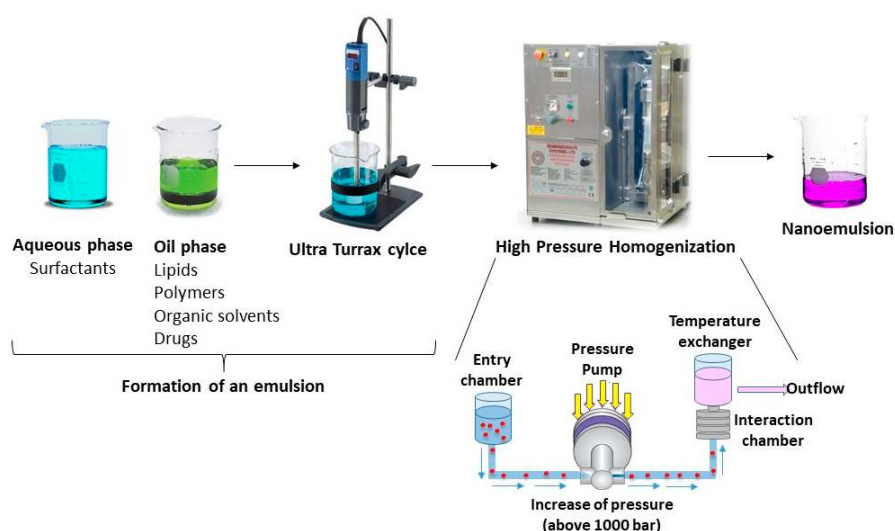 Aqueous phase
Surfactants
Oil phase
Lipids
Polymers
Organic solvents
Drugs
Ultra Turrax cylce
High Pressure Homogenization
Nanoemulsion
Formation of an emulsion
Entry
chamber
Pressure
Pump
Temperature
exchanger
Outflow
Interaction
chamber
Increase of pressure
(above 1000 bar)